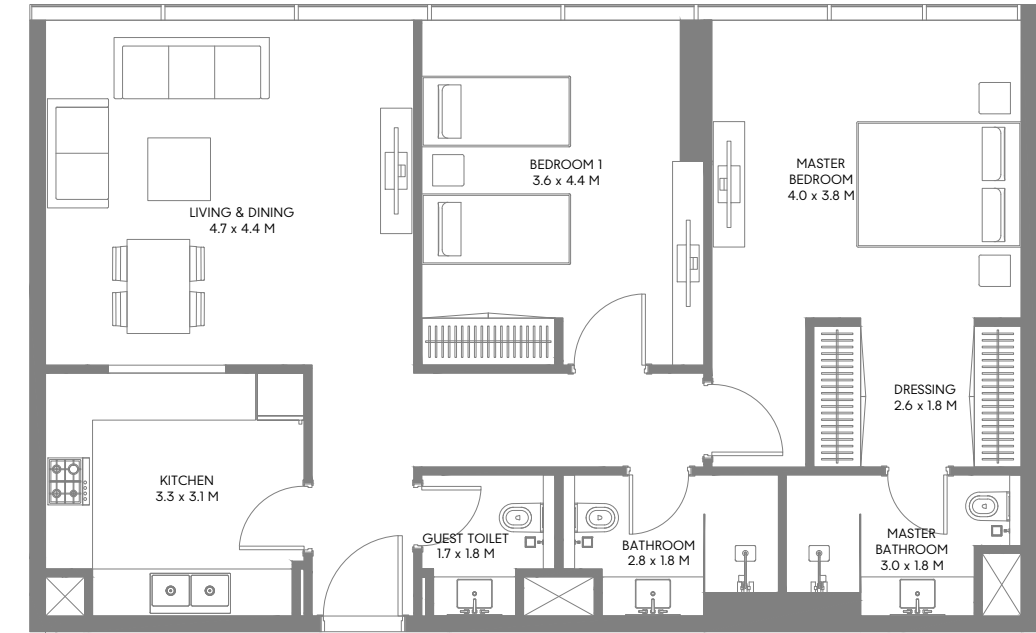 BEDROOM 1
3.6 x 4.4 M
MASTER
BEDROOM
4.0 x 3.8 M
LIVING & DINING
4.7 x 4.4 M
DRESSING
2.6 x 1.8 M
KITCHEN
3.3 x 3.1 M
GUEST TOILET
1.7 x 1.8 M
BATHROOM
2.8 x 1.8 M
MASTER
BATHROOM
3.0 x 1.8 M